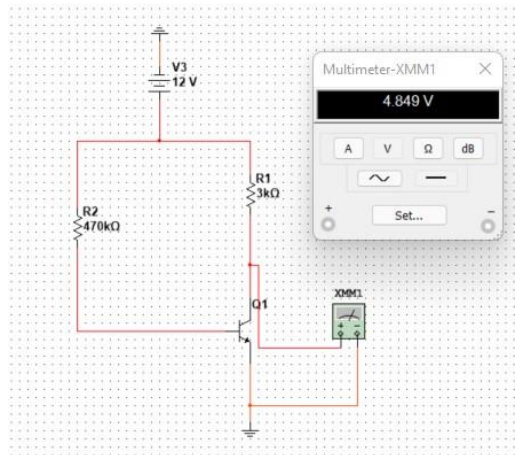 V3
12 V
Multimeter-XMM1
4.849 V
A
V
Ω
dB
R1
3kΩ
R2
470kΩ
+
Set...
-
Q1
XMM1
+ -